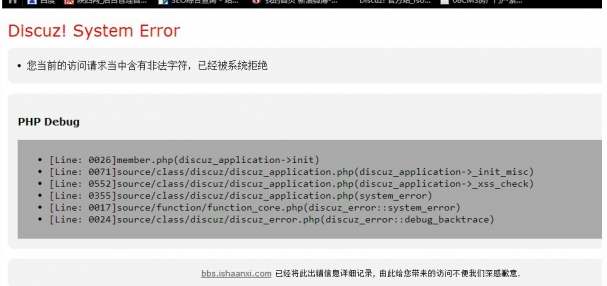 Discuz! System Error
您当前的访问请求当中含有非法字符，已经被系统拒绝
PHP Debug
[Line: 0026]member.php(discuz_application->init)
[Line: 0071]source/class/discuz/discuz_application.php(discuz_application->_init_misc)
[Line: 0552]source/class/discuz/discuz_application.php(discuz_application->_xss_check)
[Line: 0355]source/class/discuz/discuz_application.php(system_error)
[Line: 0017]source/function/function_core.php(discuz_error::system_error)
[Line: 0024]source/class/discuz/discuz_error.php(discuz_error::debug_backtrace)
bbs.ishaanxi.com 已经将此出错信息详细记录, 由此给您带来的访问不便我们深感歉意.